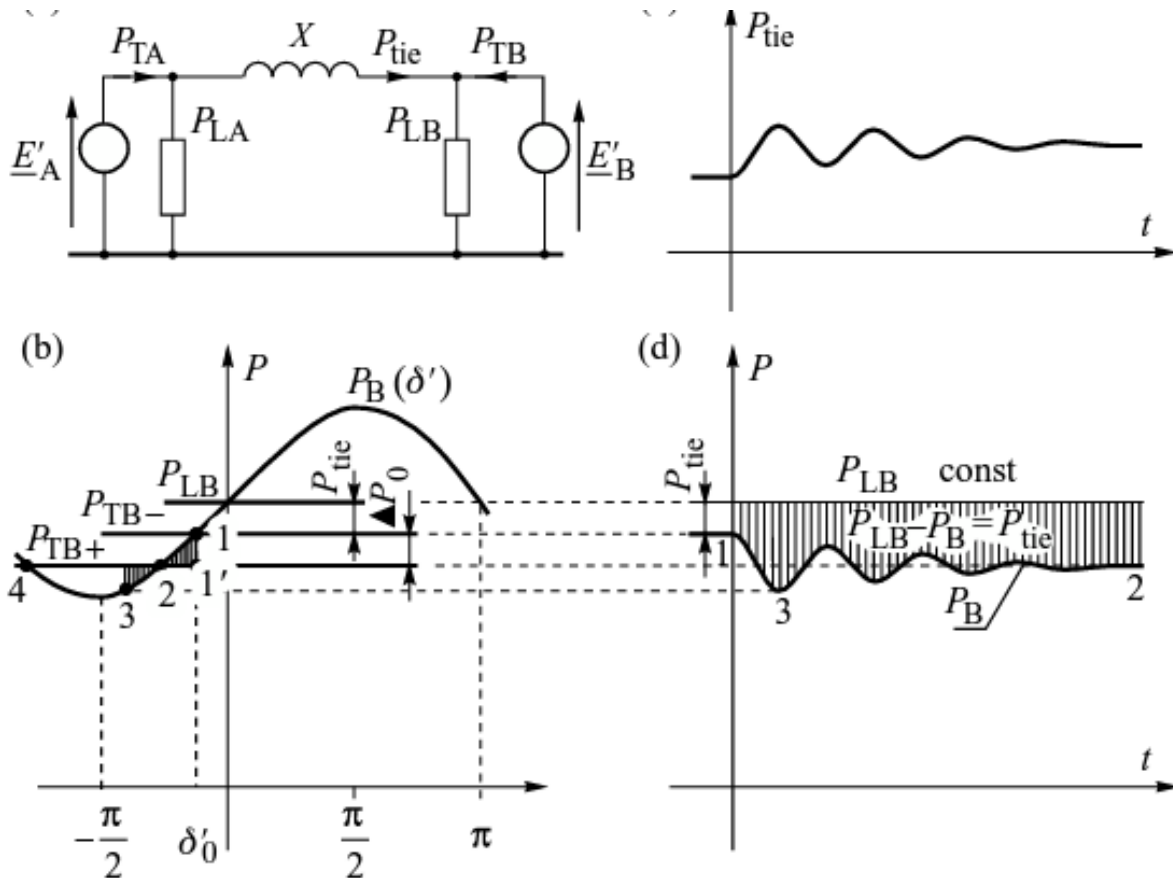 P_TA X P_tie P_TB
P_LA P_LB
E'_A E'_B
P_tie
t
(b)
P
P_B (δ')
P_LB
P_tie
▲P_0
P_TB−
P_TB+
1
4 3 2 1'
−π/2 δ'_0 π/2 π
(d)
P
P_tie
P_LB const
P_LB−P_B = P_tie
1
3
P_B
2
t